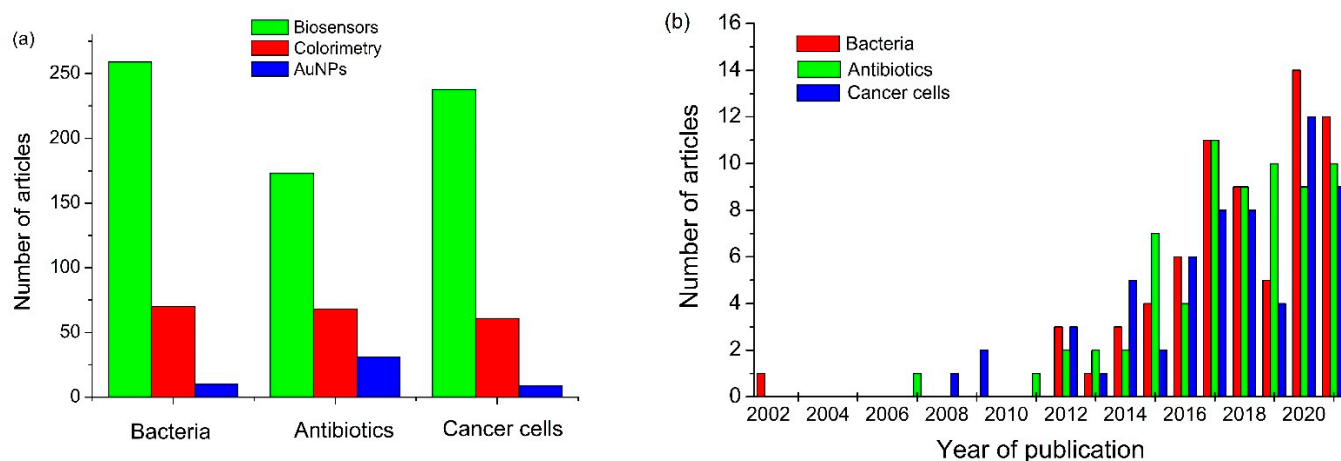 (a)
Biosensors
Colorimetry
AuNPs
Number of articles
250
200
150
100
50
0
Bacteria Antibiotics Cancer cells
(b)
Bacteria
Antibiotics
Cancer cells
Number of articles
16
14
12
10
8
6
4
2
0
2002 2004 2006 2008 2010 2012 2014 2016 2018 2020
Year of publication